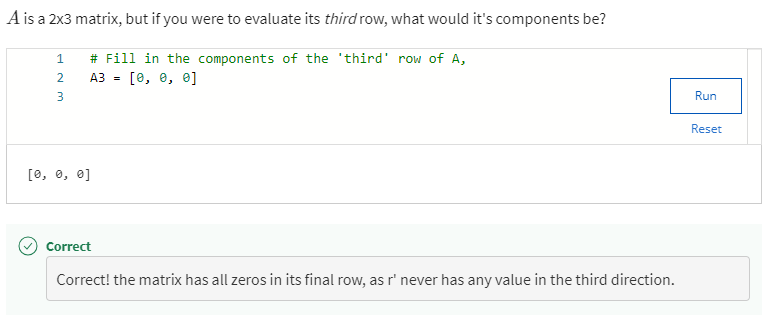 A is a 2x3 matrix, but if you were to evaluate its third row, what would it's components be?
1 # Fill in the components of the 'third' row of A,
2 A3 = [0, 0, 0]
3
Run
Reset
[0, 0, 0]
Correct
Correct! the matrix has all zeros in its final row, as r' never has any value in the third direction.